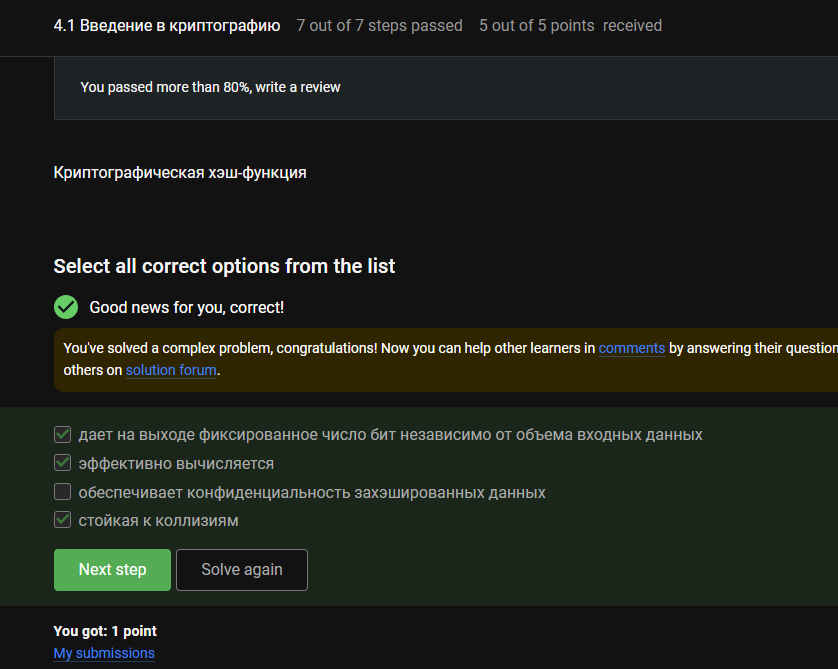 4.1 Введение в криптографию 7 out of 7 steps passed 5 out of 5 points received
You passed more than 80%, write a review
Криптографическая хэш-функция
Select all correct options from the list
Good news for you, correct!
You've solved a complex problem, congratulations! Now you can help other learners in comments by answering their question
others on solution forum.
дает на выходе фиксированное число бит независимо от объема входных данных
эффективно вычисляется
обеспечивает конфиденциальность захэшированных данных
стойкая к коллизиям
Next step Solve again
You got: 1 point
My submissions